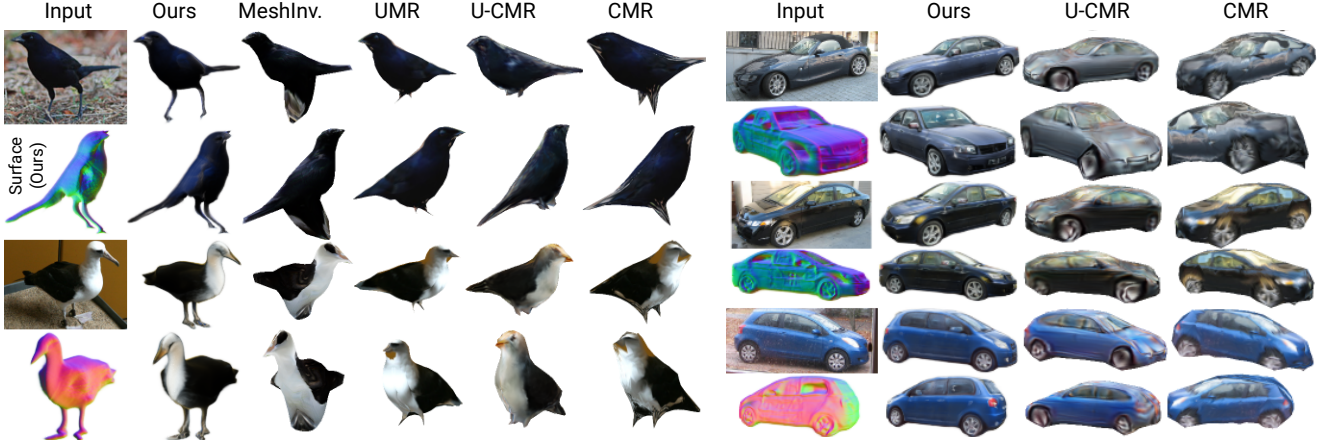 Input Ours MeshInv. UMR U-CMR CMR Input Ours U-CMR CMR
Surface
(Ours)